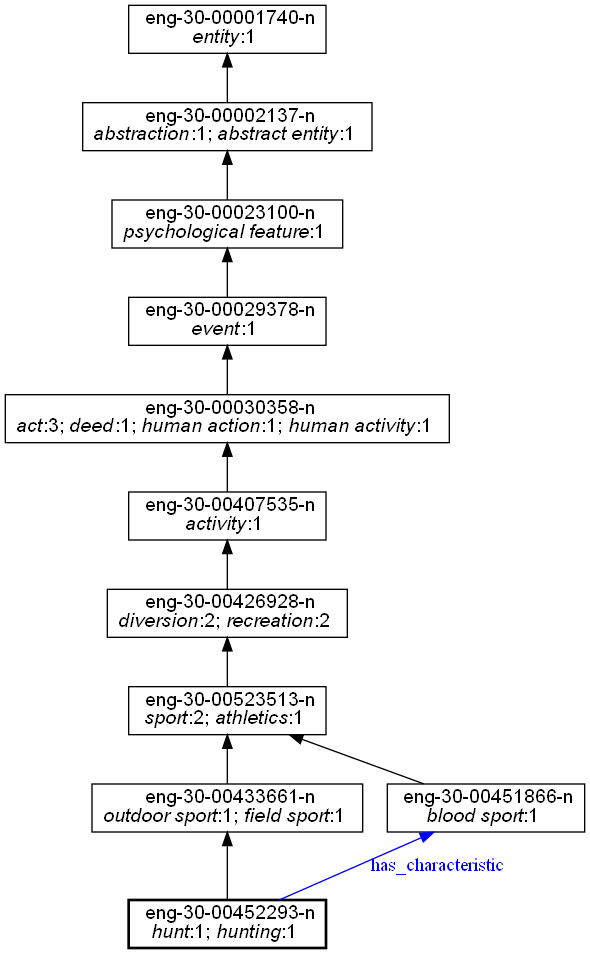 eng-30-00001740-n
entity:1
eng-30-00002137-n
abstraction:1; abstract entity:1
eng-30-00023100-n
psychological feature:1
eng-30-00029378-n
event:1
eng-30-00030358-n
act:3; deed:1; human action:1; human activity:1
eng-30-00407535-n
activity:1
eng-30-00426928-n
diversion:2; recreation:2
eng-30-00523513-n
sport:2; athletics:1
eng-30-00433661-n
outdoor sport:1; field sport:1
eng-30-00451866-n
blood sport:1
has_characteristic
eng-30-00452293-n
hunt:1; hunting:1